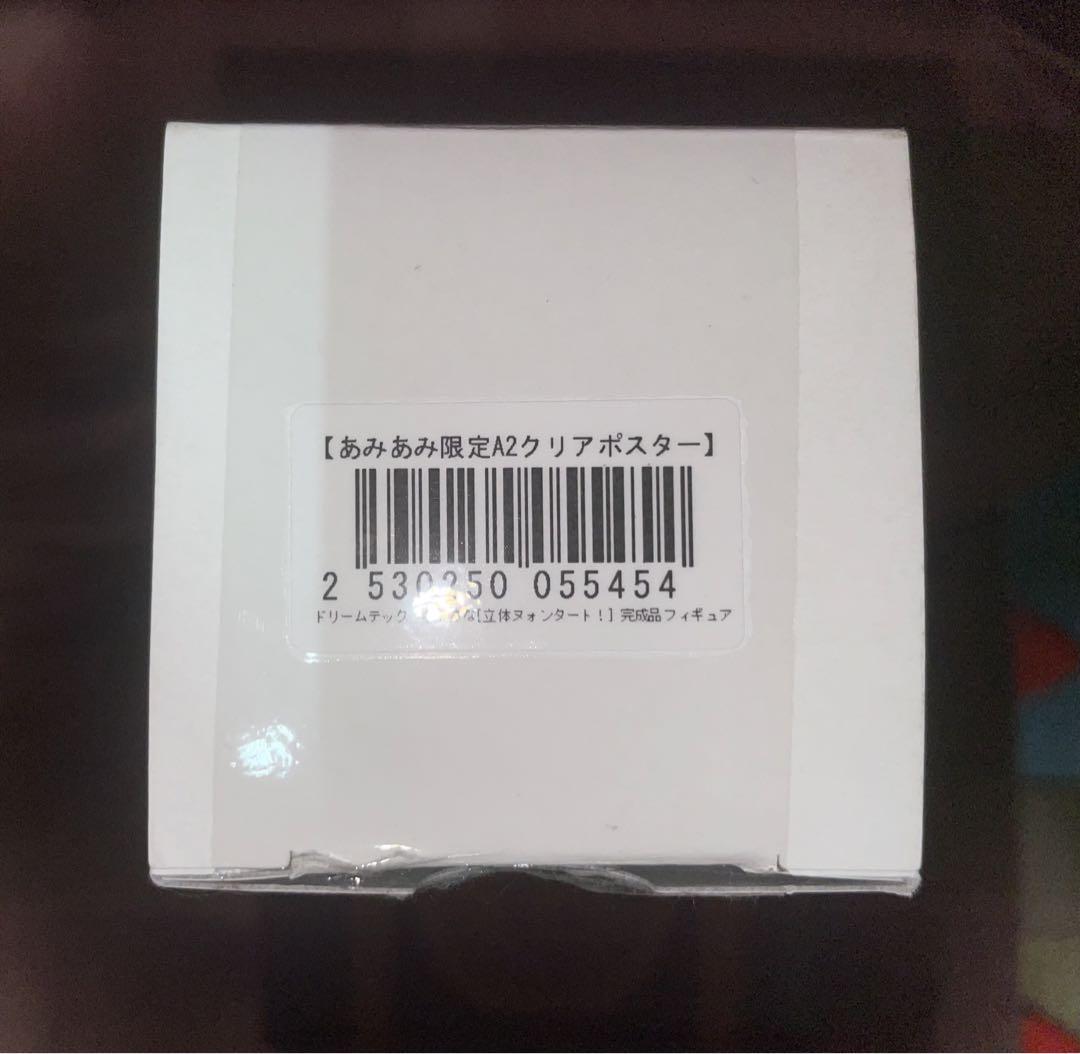 【あみあみ限定A2クリアポスター】
2 530250 055454
ドリームテック な[立体ヌォンタート！] 完成品フィギュア